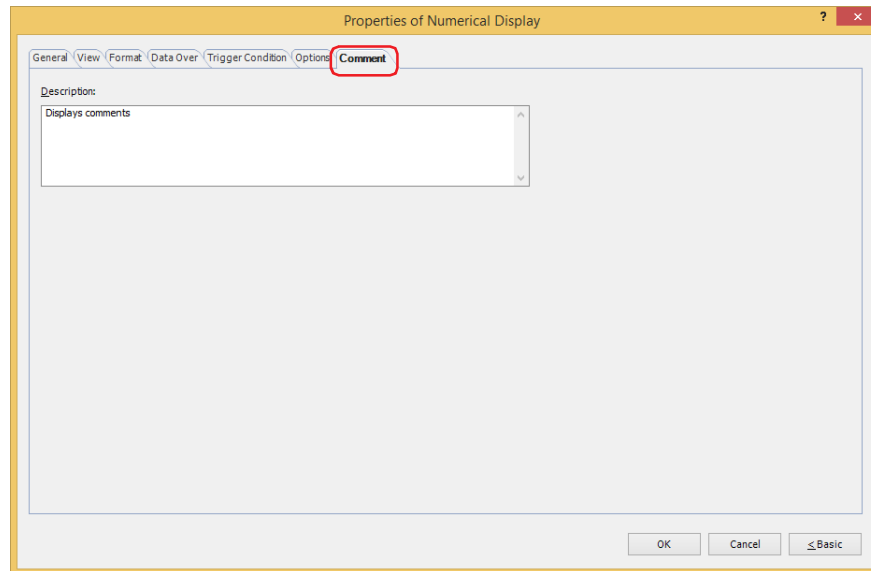 Properties of Numerical Display
? ×
General View Format Data Over Trigger Condition Options Comment
Description:
Displays comments
OK Cancel < Basic